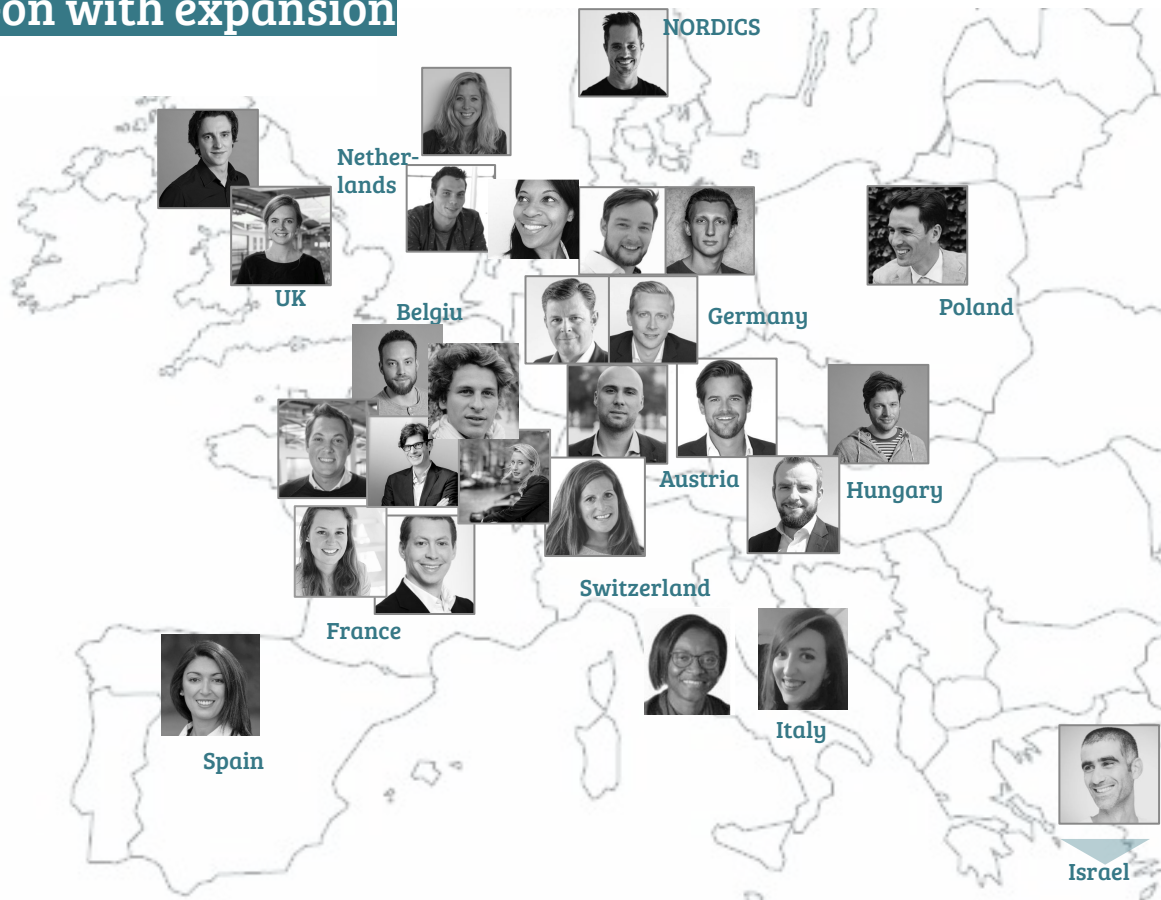 on with expansion
NORDICS
Nether-
lands
UK
Belgiu
Germany
Poland
Austria
Hungary
Switzerland
France
Italy
Spain
Israel